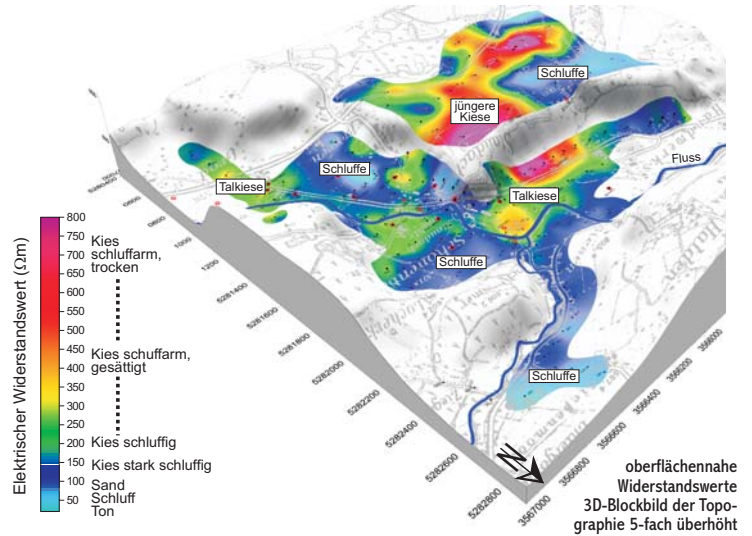 Schluffe
jüngere
Kiese
Schluffe
Talkiese
Talkiese
Fluss
Schluffe
Schluffe
Elektrischer Widerstandswert (Ωm)
800
750
700
650
600
550
500
450
400
350
300
250
200
150
100
50
Kies
schluffarm,
trocken
Kies schuffarm,
gesättigt
Kies schluffig
Kies stark schluffig
Sand
Schluff
Ton
0800
1000
1200
5281400
5281600
5281800
5282000
5282200
5282400
5282600
5282800
3567000
3566800
3566600
3566400
3566200
3566000
N
oberflächennahe
Widerstandswerte
3D-Blockbild der Topo-
graphie 5-fach überhöht